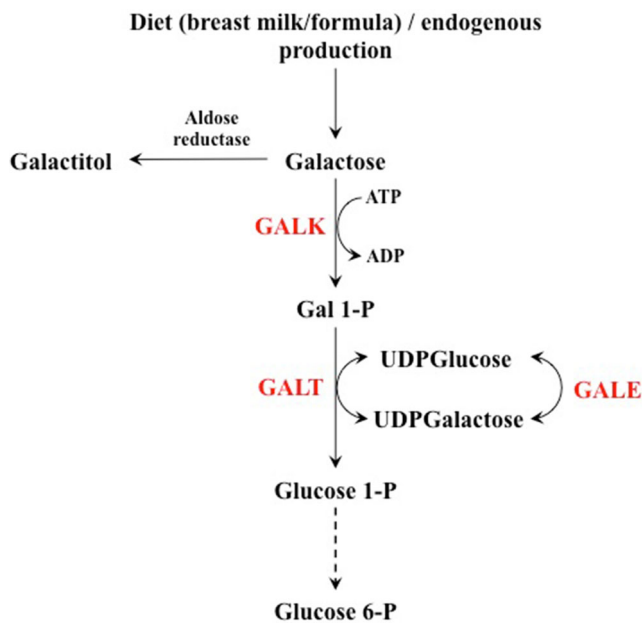 Diet (breast milk/formula) / endogenous
production
Aldose
reductase
Galactitol
Galactose
ATP
GALK
ADP
Gal 1-P
UDPGlucose
GALT
GALE
UDPGalactose
Glucose 1-P
Glucose 6-P